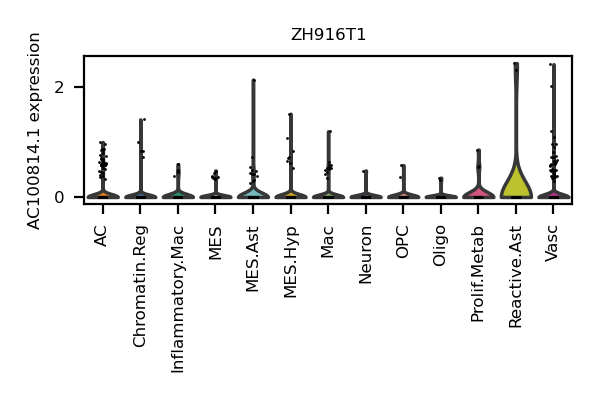 ZH916T1
AC100814.1 expression
2
0
AC
Chromatin.Reg
Inflammatory.Mac
MES
MES.Ast
MES.Hyp
Mac
Neuron
OPC
Oligo
Prolif.Metab
Reactive.Ast
Vasc